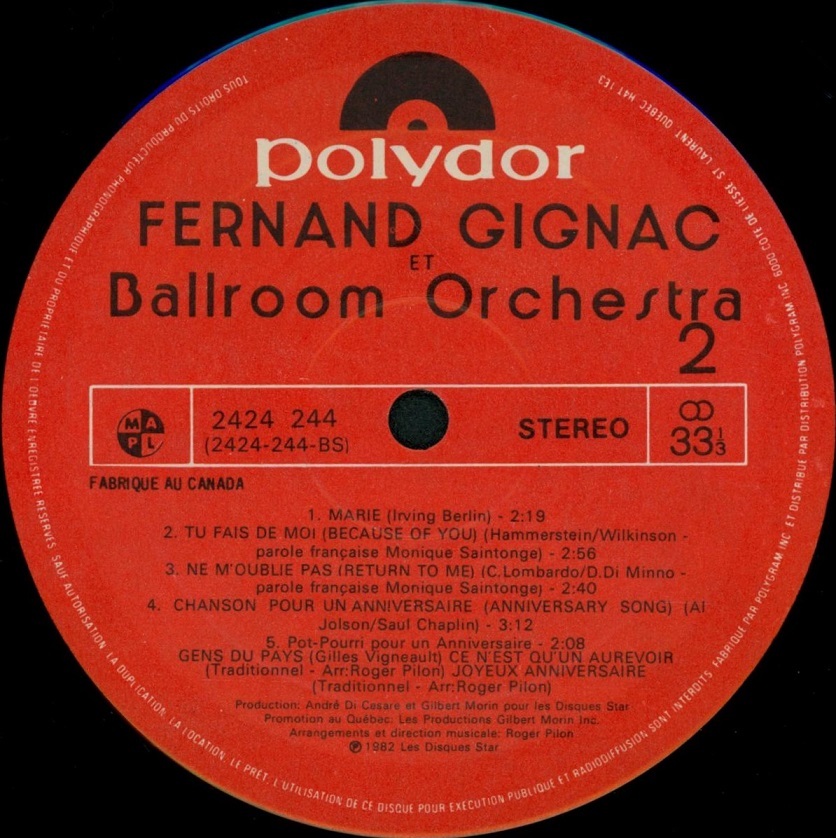 polydor
FERNAND GIGNAC
ET
Ballroom Orchestra
2
MAPL
2424 244
(2424-244-BS)
STEREO
33 1/3
FABRIQUE AU CANADA
1. MARIE (Irving Berlin) - 2:19
2. TU FAIS DE MOI (BECAUSE OF YOU) (Hammerstein/Wilkinson -
parole française Monique Saintonge) - 2:56
3. NE M'OUBLIE PAS (RETURN TO ME) (C.Lombardo/D.Di Minno -
parole française Monique Saintonge) - 2:40
4. CHANSON POUR UN ANNIVERSAIRE (ANNIVERSARY SONG) (Al
Jolson/Saul Chaplin) - 3:12
5. Pot-Pourri pour un Anniversaire - 2:08
GENS DU PAYS (Gilles Vigneault) CE N'EST QU'UN AUREVOIR
(Traditionnel - Arr:Roger Pilon) JOYEUX ANNIVERSAIRE
(Traditionnel - Arr:Roger Pilon)
Production: André Di Cesare et Gilbert Morin pour les Disques Star
Promotion au Québec: Les Productions Gilbert Morin Inc.
Arrangements et direction musicale: Roger Pilon
℗ 1982 Les Disques Star
TOUS DROITS DU PRODUCTEUR PHONOGRAPHIQUE ET DU PROPRIETAIRE DE L'OEUVRE ENREGISTREE RESERVES. SAUF AUTORISATION, LA DUPLICATION, LA LOCATION, LE PRET, L'UTILISATION DE CE DISQUE POUR EXECUTION PUBLIQUE ET RADIODIFFUSION SONT INTERDITS. FABRIQUE PAR POLYGRAM INC. ET DISTRIBUE PAR DISTRIBUTION POLYGRAM INC. 6000 COTE DE LIESSE ST. LAURENT QUEBEC H4T 1E3